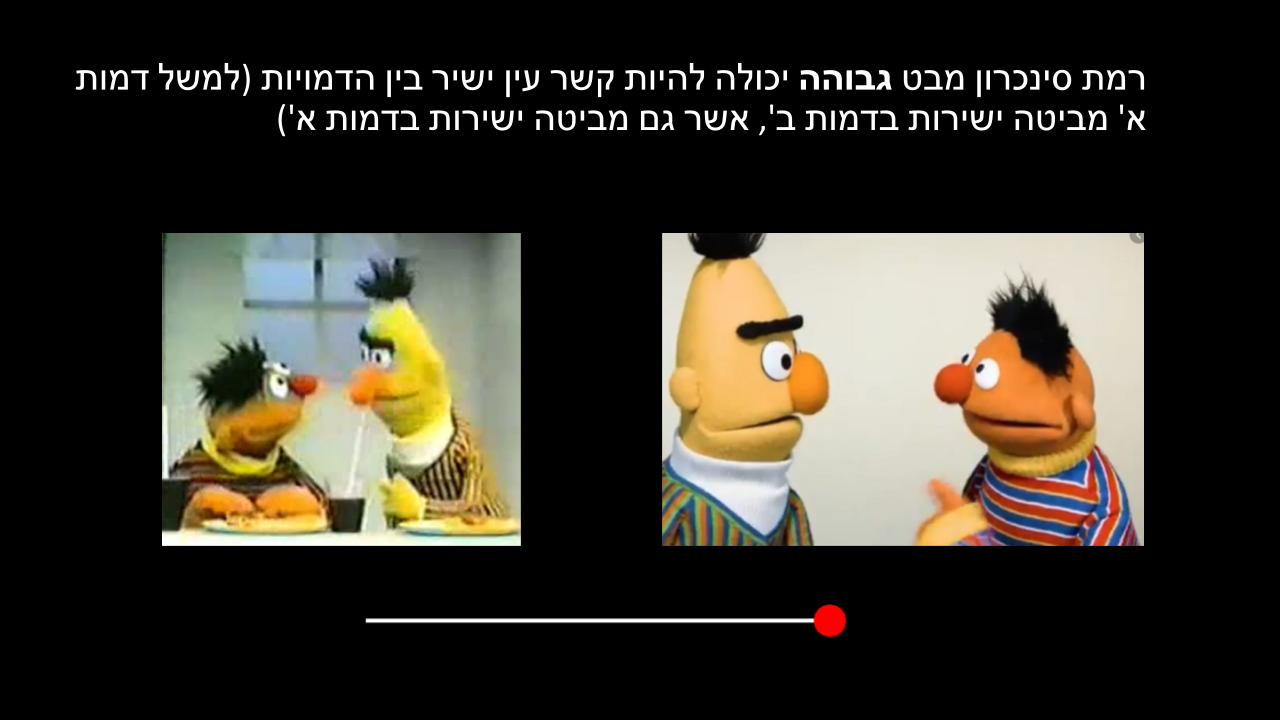 רמת סינכרון מבט גבוהה יכולה להיות קשר עין ישיר בין הדמויות (למשל דמות
א' מביטה ישירות בדמות ב', אשר גם מביטה ישירות בדמות א')